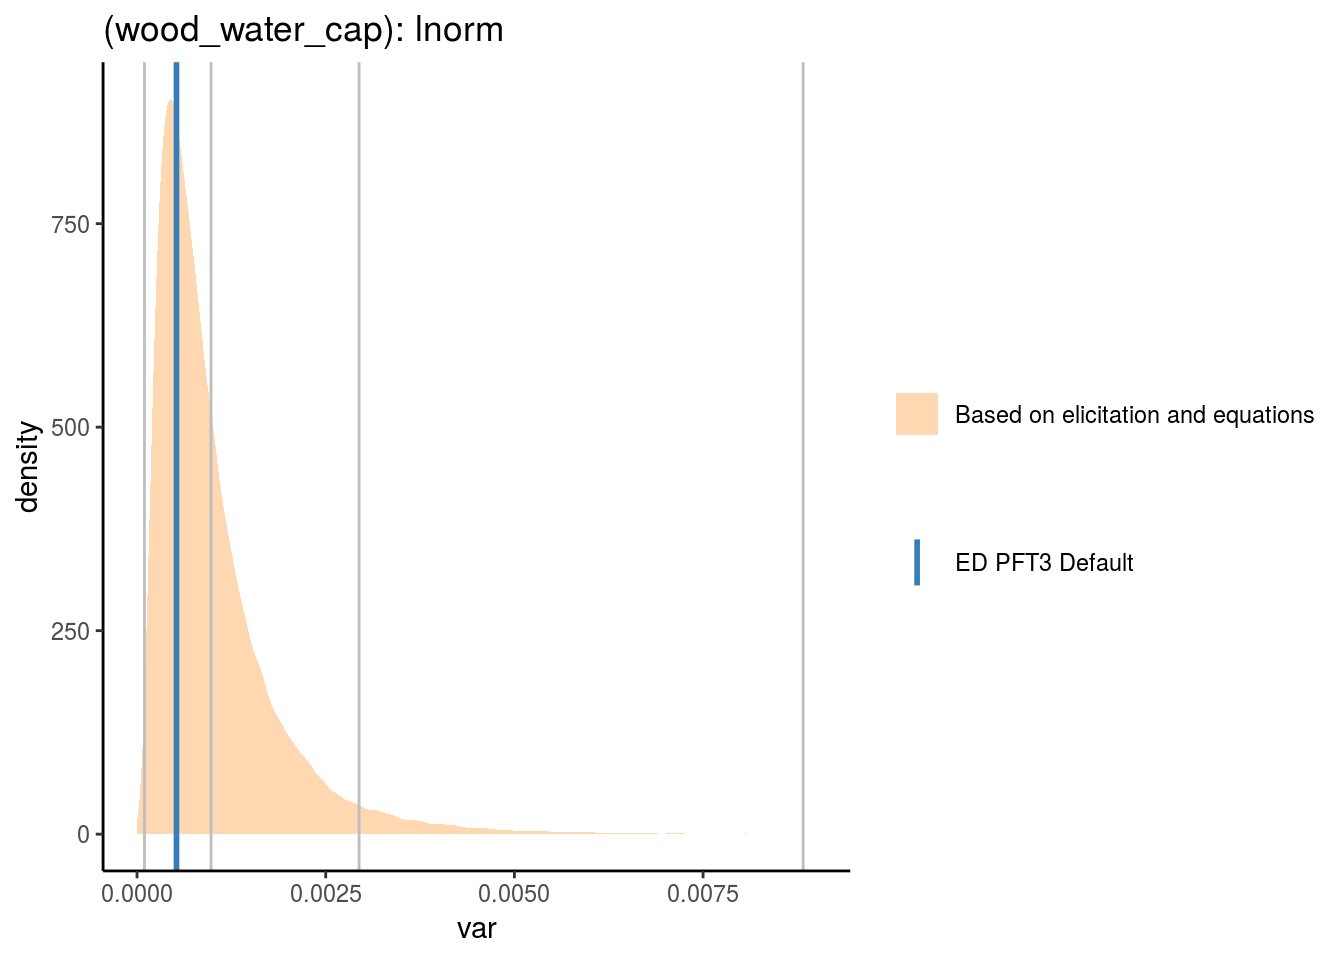 (wood_water_cap): lnorm
density
750
500
250
0
0.0000 0.0025 0.0050 0.0075
var
Based on elicitation and equations
ED PFT3 Default